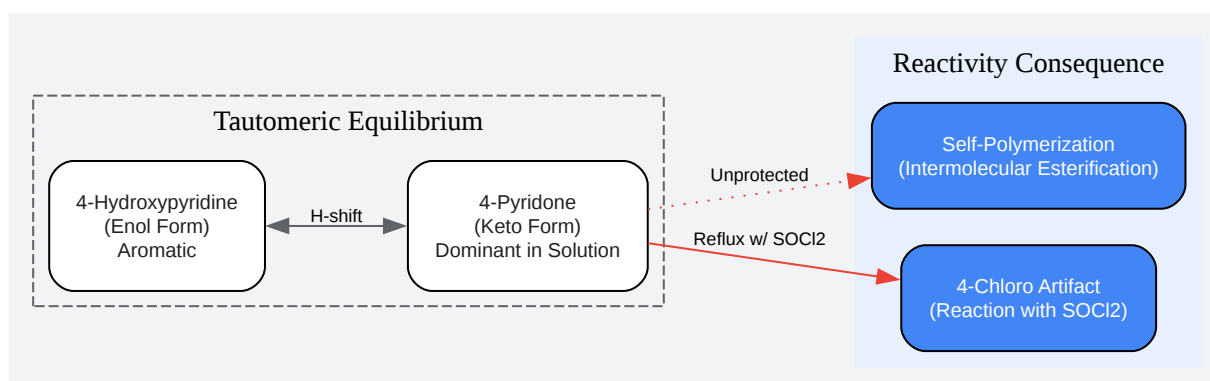 Reactivity Consequence
Tautomeric Equilibrium
4-Hydroxypyridine
(Enol Form)
Aromatic
H-shift
4-Pyridone
(Keto Form)
Dominant in Solution
Unprotected
Reflux w/ SOCl2
Self-Polymerization
(Intermolecular Esterification)
4-Chloro Artifact
(Reaction with SOCl2)